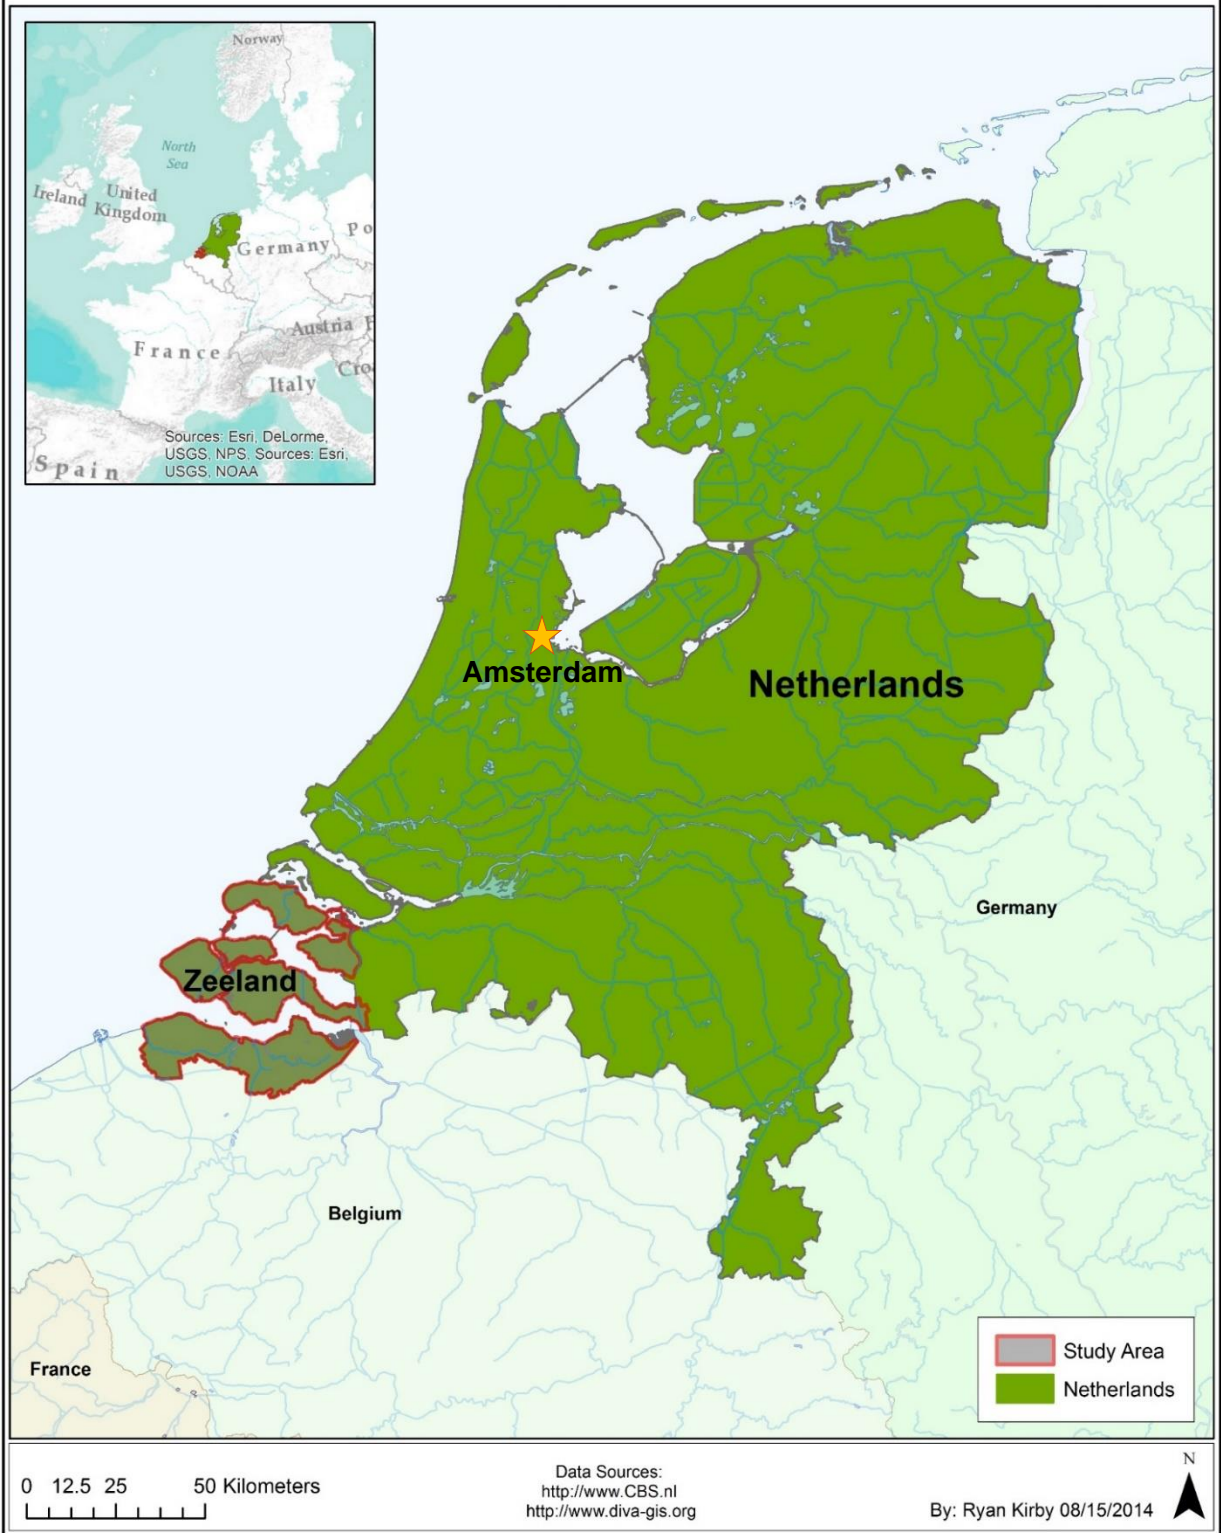 Norway
North
Sea
Ireland
United
Kingdom
Germany
Po
France
Austria
H
Italy
Cro
Spain
Sources: Esri, DeLorme,
USGS, NPS, Sources: Esri,
USGS, NOAA
Amsterdam
Netherlands
Germany
Zeeland
Belgium
France
Study Area
Netherlands
0 12.5 25 50 Kilometers
Data Sources:
http://www.CBS.nl
http://www.diva-gis.org
By: Ryan Kirby 08/15/2014
N